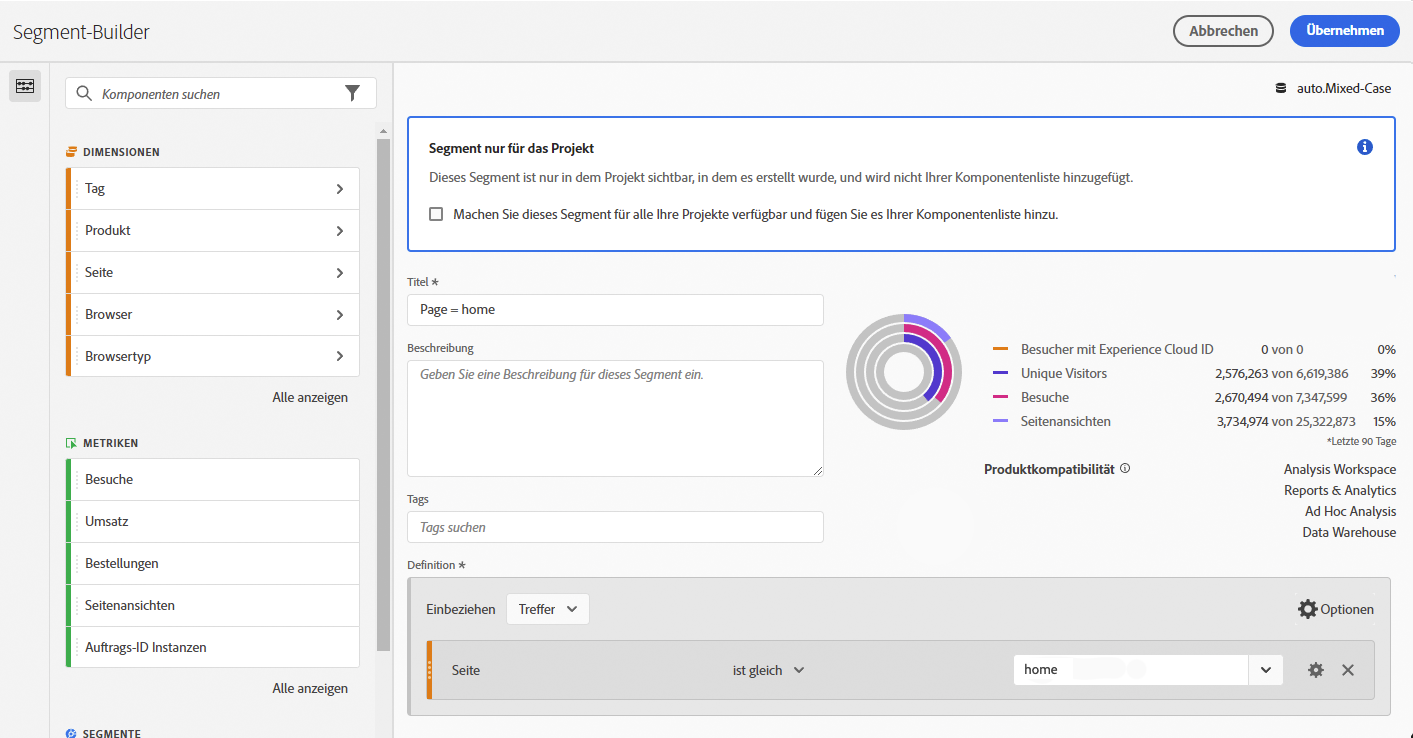 Segment-Builder
Abbrechen
Übernehmen
Komponenten suchen
DIMENSIONEN
Tag
Produkt
Seite
Browser
Browsertyp
Alle anzeigen
METRIKEN
Besuche
Umsatz
Bestellungen
Seitenansichten
Auftrags-ID Instanzen
Alle anzeigen
SEGMENTE
auto.Mixed-Case
Segment nur für das Projekt
Dieses Segment ist nur in dem Projekt sichtbar, in dem es erstellt wurde, und wird nicht Ihrer Komponentenliste hinzugefügt.
Machen Sie dieses Segment für alle Ihre Projekte verfügbar und fügen Sie es Ihrer Komponentenliste hinzu.
Titel *
Page = home
Beschreibung
Geben Sie eine Beschreibung für dieses Segment ein.
Tags
Tags suchen
Besucher mit Experience Cloud ID 0 von 0 0%
Unique Visitors 2,576,263 von 6,619,386 39%
Besuche 2,670,494 von 7,347,599 36%
Seitenansichten 3,734,974 von 25,322,873 15%
*Letzte 90 Tage
Produktkompatibilität
Analysis Workspace
Reports & Analytics
Ad Hoc Analysis
Data Warehouse
Definition *
Einbeziehen Treffer Optionen
Seite ist gleich home